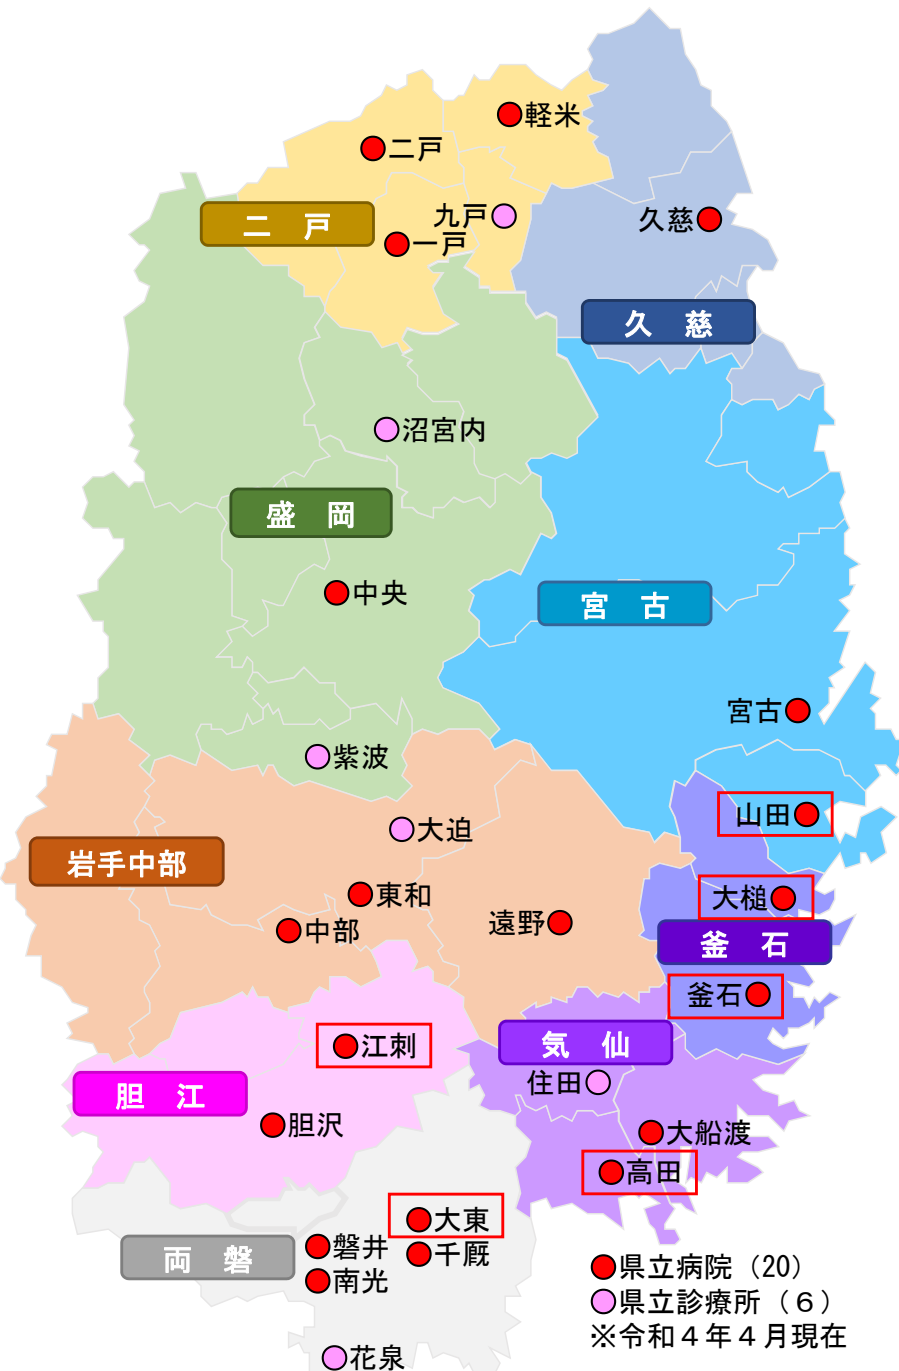 軽米
二戸
九戸
久慈
二　戸
一戸
久　慈
沼宮内
盛　岡
中央
宮　古
宮古
紫波
山田
大迫
岩手中部
東和
大槌
中部
遠野
釜　石
釜石
気　仙
江刺
住田
胆　江
胆沢
大船渡
高田
大東
両　磐
磐井
千厩
南光
県立病院（20）
県立診療所（６）
※令和４年４月現在
花泉